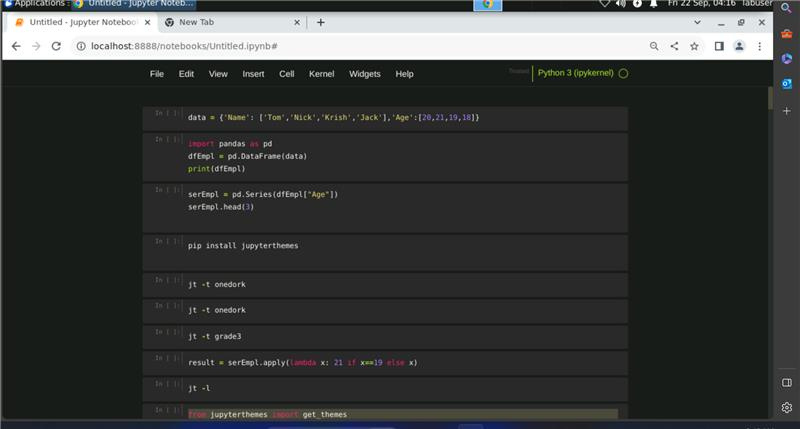 Applications
Untitled - Jupyter Noteb...
Fri 22 Sep, 04:16 Tabuser
Untitled - Jupyter Notebook
New Tab
localhost:8888/notebooks/Untitled.ipynb#
File Edit View Insert Cell Kernel Widgets Help
Trusted
Python 3 (ipykernel)
In [ ]: data = {'Name': ['Tom','Nick','Krish','Jack'],'Age':[20,21,19,18]}
In [ ]: import pandas as pd
dfEmpl = pd.DataFrame(data)
print(dfEmpl)
In [ ]: serEmpl = pd.Series(dfEmpl["Age"])
serEmpl.head(3)
In [ ]: pip install jupyterthemes
In [ ]: jt -t onedork
In [ ]: jt -t onedork
In [ ]: jt -t grade3
In [ ]: result = serEmpl.apply(lambda x: 21 if x==19 else x)
In [ ]: jt -l
In [ ]: from jupyterthemes import get_themes